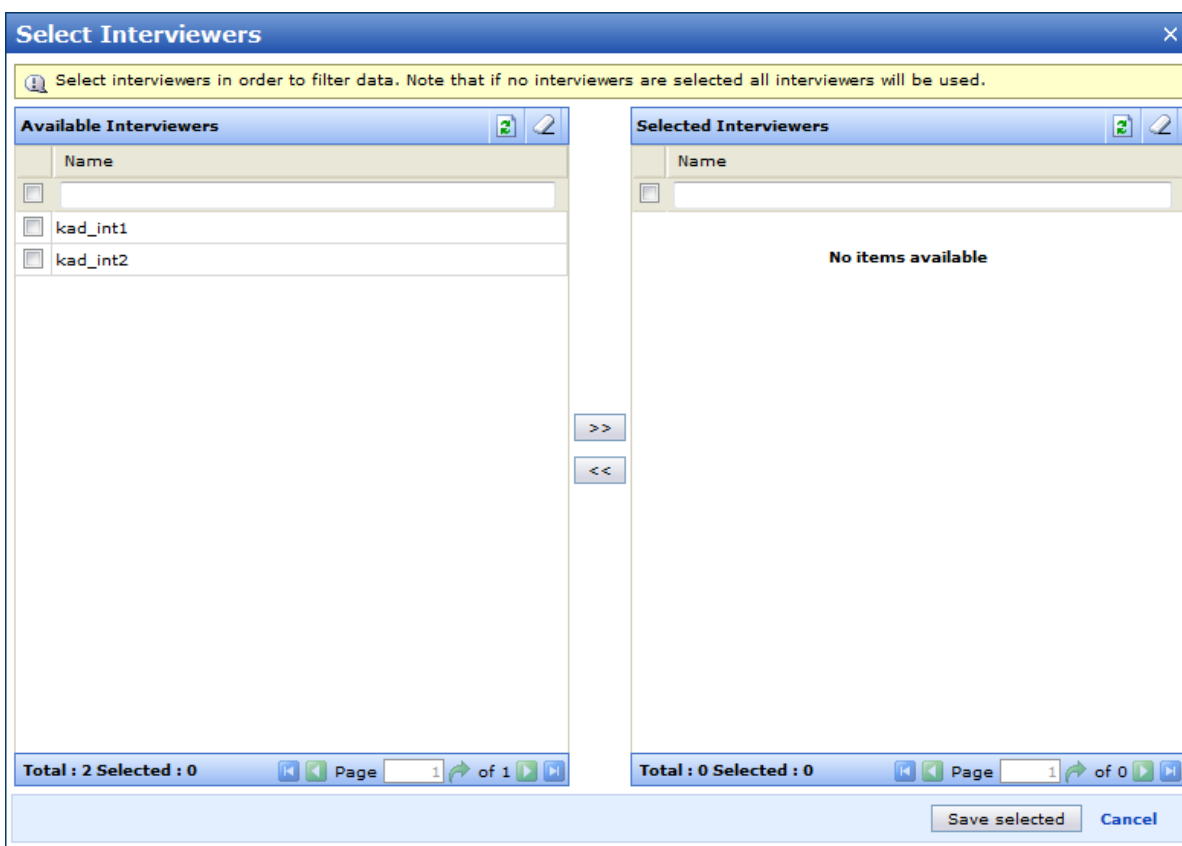 Select Interviewers
Select interviewers in order to filter data. Note that if no interviewers are selected all interviewers will be used.
Available Interviewers
Name
kad_int1
kad_int2
Total : 2 Selected : 0
Page 1 of 1
>>
<<
Selected Interviewers
Name
No items available
Total : 0 Selected : 0
Page 1 of 0
Save selected
Cancel